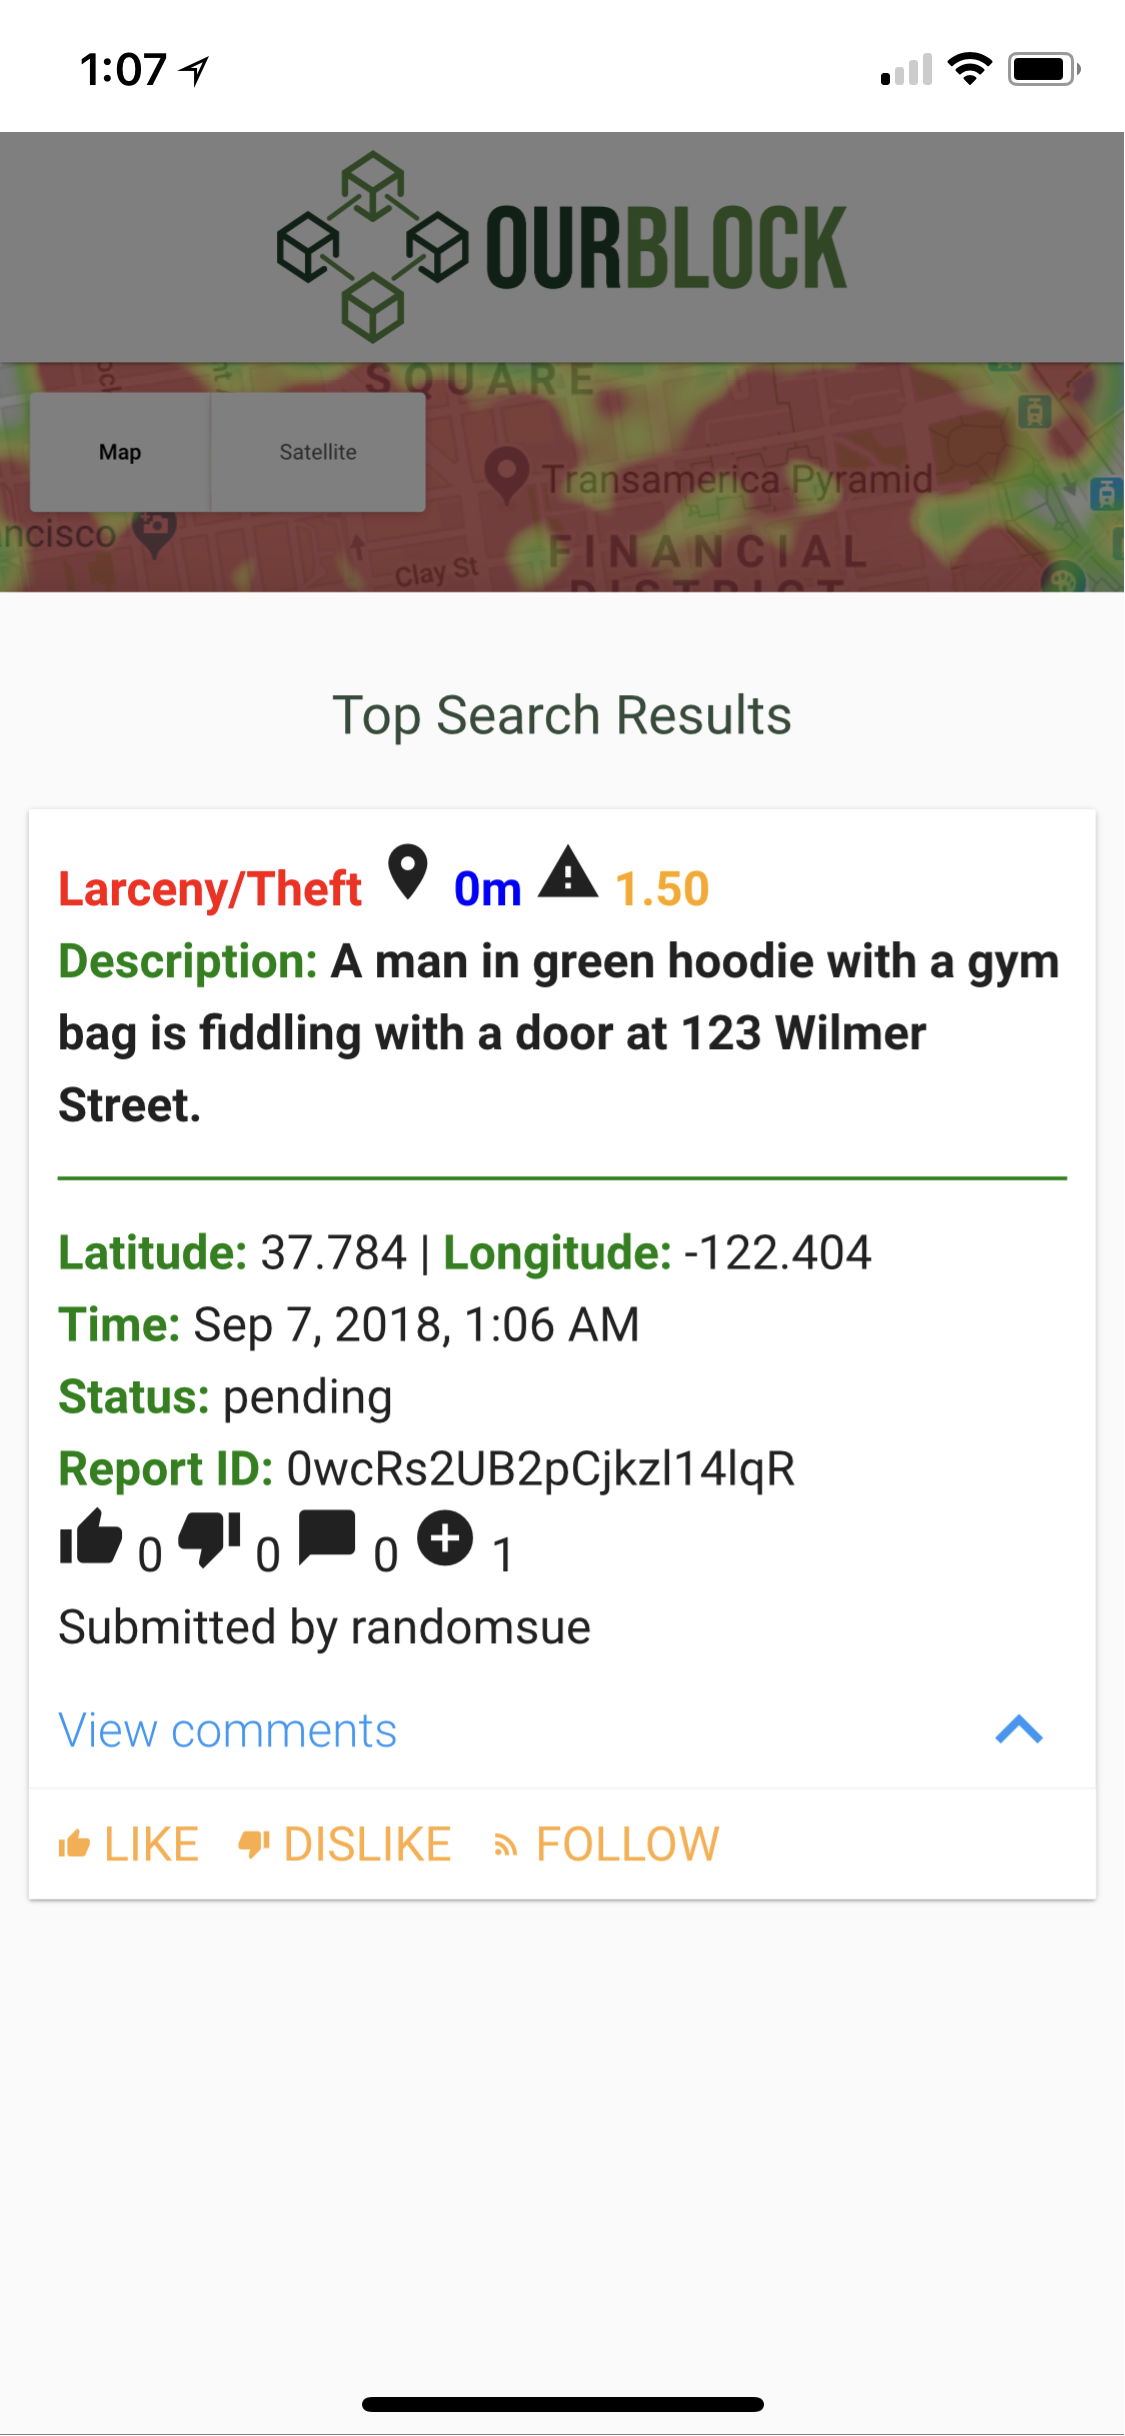 1:07
OURBLOCK
SQUARE
Map
Satellite
Transamerica Pyramid
ncisco
FINANCIAL
DISTRICT
Clay St
Top Search Results
Larceny/Theft 0m 1.50
Description: A man in green hoodie with a gym
bag is fiddling with a door at 123 Wilmer
Street.
Latitude: 37.784 | Longitude: -122.404
Time: Sep 7, 2018, 1:06 AM
Status: pending
Report ID: 0wcRs2UB2pCjkzl14lqR
0 0 0 1
Submitted by randomsue
View comments
LIKE DISLIKE FOLLOW